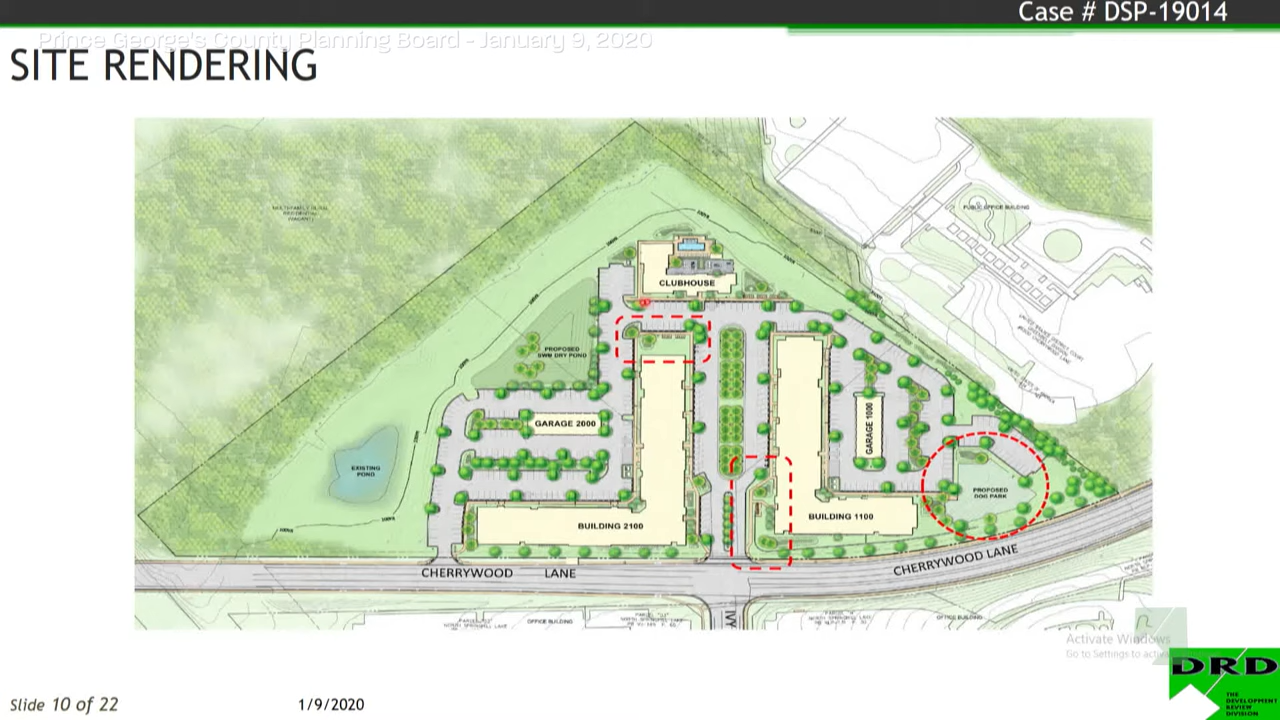 Case # DSP-19014
Prince George's County Planning Board - January 9, 2020
SITE RENDERING
PUBLIC OFFICE BUILDING
CLUBHOUSE
PROPOSED
SWM DRY POND
GARAGE 2000
GARAGE 1000
EXISTING
POND
PROPOSED
DOG PARK
BUILDING 2100
BUILDING 1100
CHERRYWOOD LANE
CHERRYWOOD LANE
IVY
OFFICE BUILDING
OFFICE BUILDING
Activate Windows
Go to Settings to
DRD
THE
DEVELOPMENT
REVIEW
DIVISION
Slide 10 of 22
1/9/2020